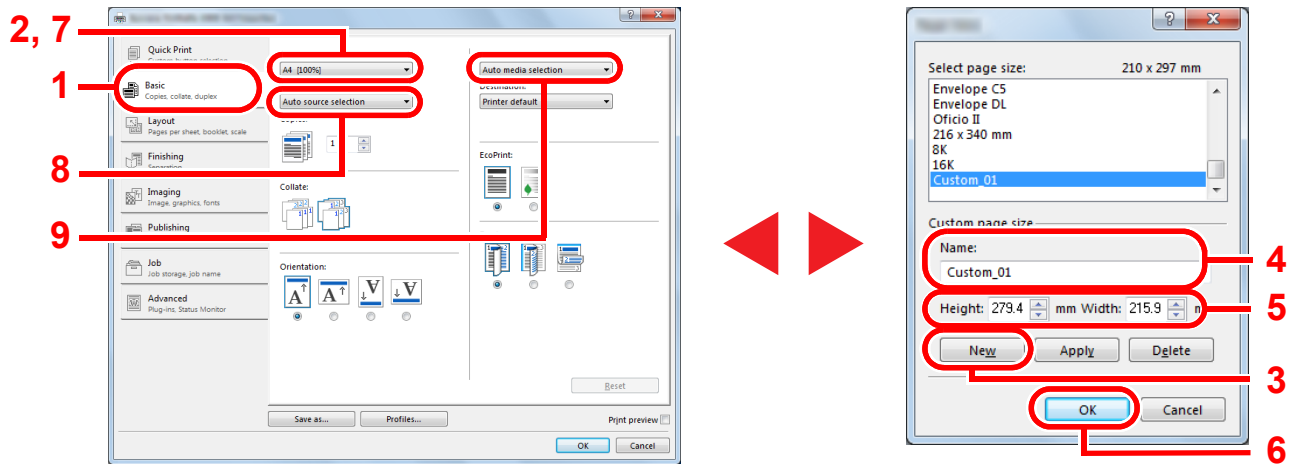 2, 7
1
8
9
Quick Print
Custom button selection
Basic
Copies, collate, duplex
Layout
Pages per sheet, booklet, scale
Finishing
Separation
Imaging
Image, graphics, fonts
Publishing
Job
Job storage, job name
Advanced
Plug-ins, Status Monitor
A4 [100%]
Auto source selection
1
Collate:
Orientation:
Auto media selection
Destination:
Printer default
EcoPrint:
Reset
Save as...
Profiles...
Print preview
OK
Cancel
Select page size:
210 x 297 mm
Envelope C5
Envelope DL
Oficio II
216 x 340 mm
8K
16K
Custom_01
Custom page size
Name:
Custom_01
Height: 279.4 mm Width: 215.9
New
Apply
Delete
OK
Cancel
4
5
3
6